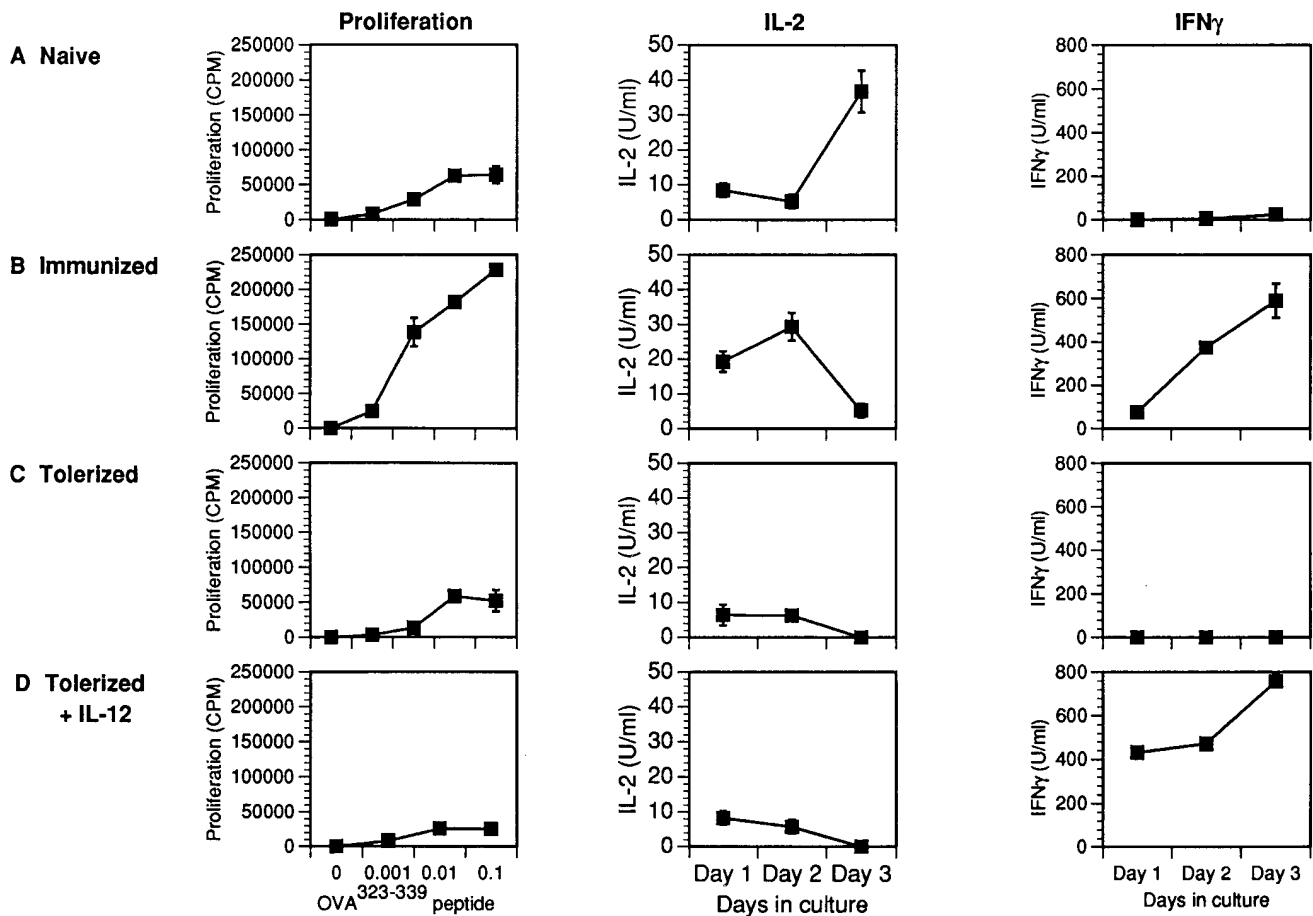 Proliferation
IL-2
IFNγ
A Naive
Proliferation (CPM)
250000
200000
150000
100000
50000
0
IL-2 (U/ml)
50
40
30
20
10
0
IFNγ (U/ml)
800
600
400
200
0
B Immunized
Proliferation (CPM)
250000
200000
150000
100000
50000
0
IL-2 (U/ml)
50
40
30
20
10
0
IFNγ (U/ml)
800
600
400
200
0
C Tolerized
Proliferation (CPM)
250000
200000
150000
100000
50000
0
IL-2 (U/ml)
50
40
30
20
10
0
IFNγ (U/ml)
800
600
400
200
0
D Tolerized
+ IL-12
Proliferation (CPM)
250000
200000
150000
100000
50000
0
IL-2 (U/ml)
50
40
30
20
10
0
IFNγ (U/ml)
800
600
400
200
0
0 0.001 0.01 0.1
OVA323-339 peptide
Day 1 Day 2 Day 3
Days in culture
Day 1 Day 2 Day 3
Days in culture